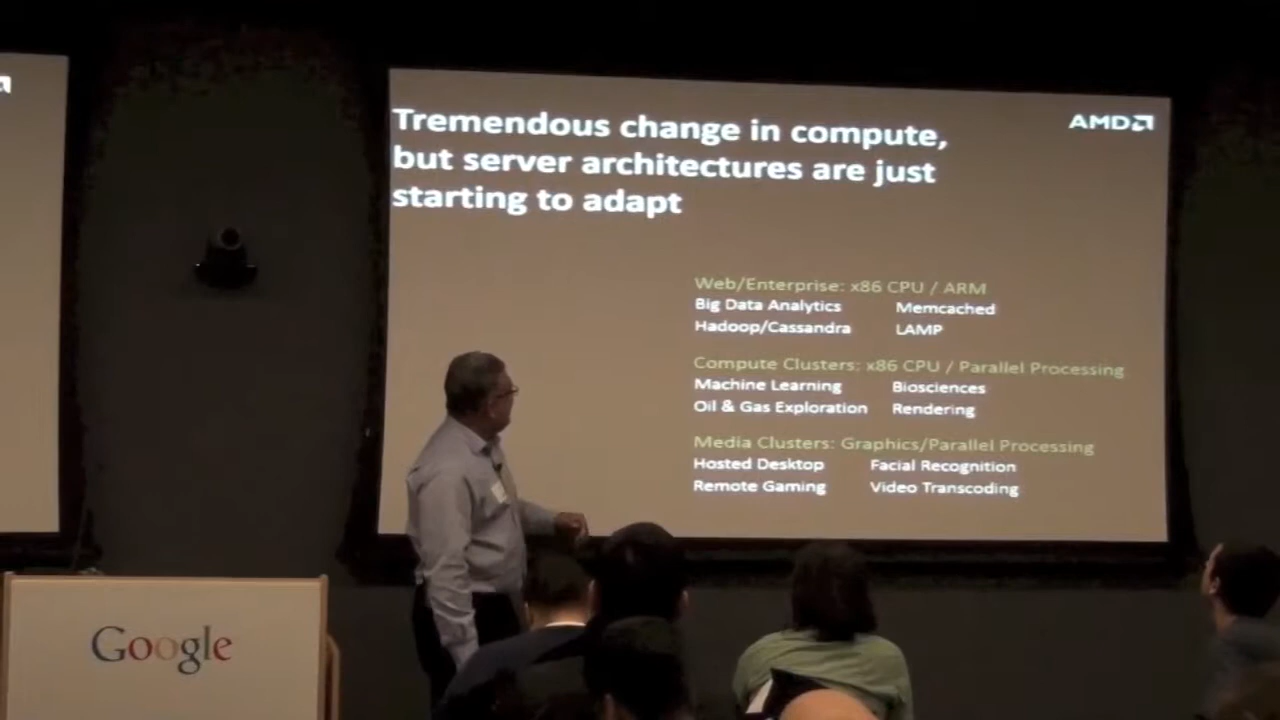 AMD
Tremendous change in compute,
but server architectures are just
starting to adapt
Web/Enterprise: x86 CPU / ARM
Big Data Analytics Memcached
Hadoop/Cassandra LAMP
Compute Clusters: x86 CPU / Parallel Processing
Machine Learning Biosciences
Oil & Gas Exploration Rendering
Media Clusters: Graphics/Parallel Processing
Hosted Desktop Facial Recognition
Remote Gaming Video Transcoding
Google